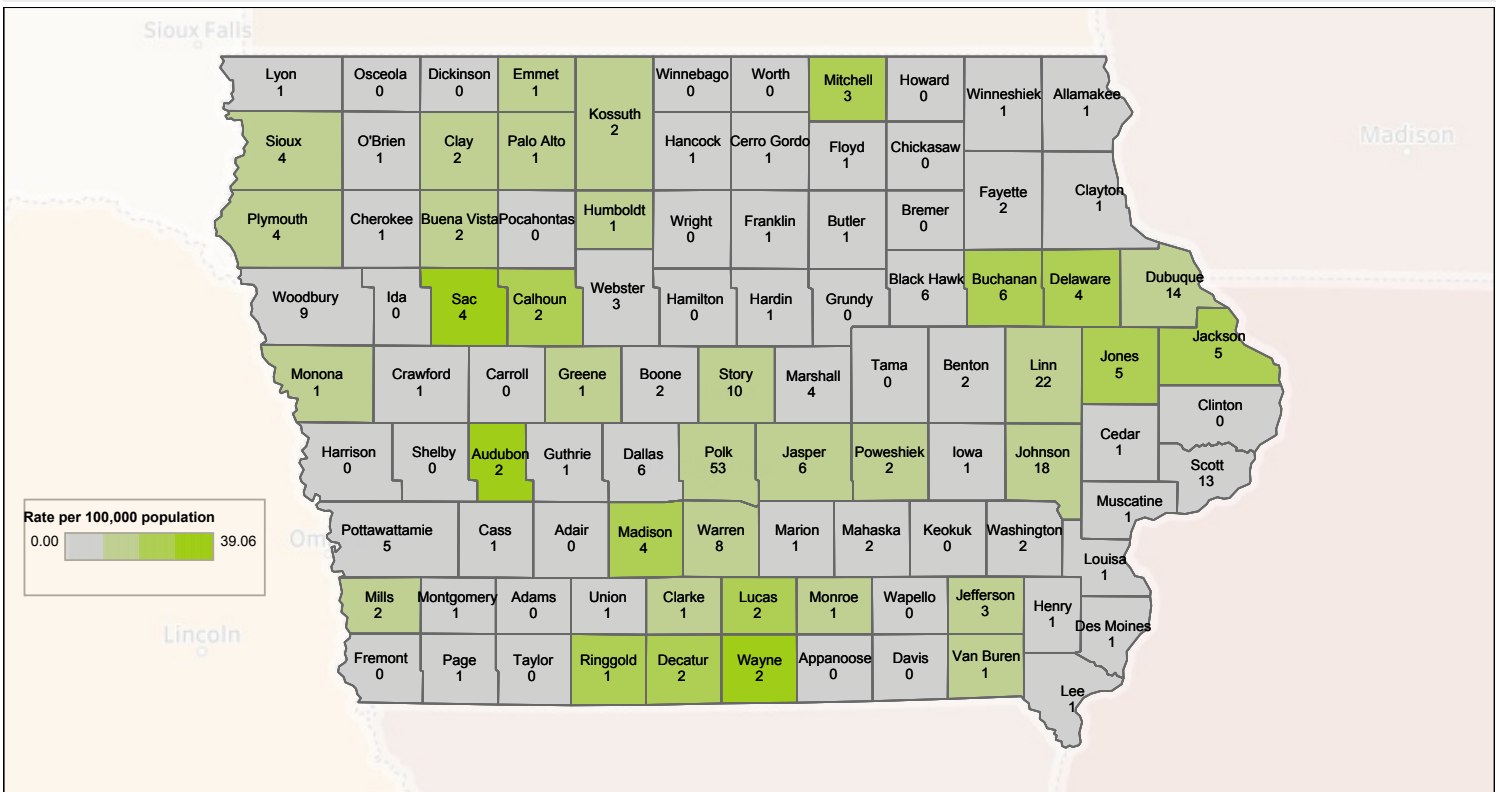 Sioux Falls
Lyon
1
Osceola
0
Dickinson
0
Emmet
1
Kossuth
2
Winnebago
0
Worth
0
Mitchell
3
Howard
0
Winneshiek
1
Allamakee
1
Madison
Sioux
4
O'Brien
1
Clay
2
Palo Alto
1
Hancock
1
Cerro Gordo
1
Floyd
1
Chickasaw
0
Plymouth
4
Cherokee
1
Buena Vista
2
Pocahontas
0
Humboldt
1
Wright
0
Franklin
1
Butler
1
Bremer
0
Fayette
2
Clayton
1
Woodbury
9
Ida
0
Sac
4
Calhoun
2
Webster
3
Hamilton
0
Hardin
1
Grundy
0
Black Hawk
6
Buchanan
6
Delaware
4
Dubuque
14
Jackson
5
Monona
1
Crawford
1
Carroll
0
Greene
1
Boone
2
Story
10
Marshall
4
Tama
0
Benton
2
Linn
22
Jones
5
Clinton
0
Harrison
0
Shelby
0
Audubon
2
Guthrie
1
Dallas
6
Polk
53
Jasper
6
Poweshiek
2
Iowa
1
Johnson
18
Cedar
1
Scott
13
Muscatine
1
Rate per 100,000 population
0.00
39.06
Om
Pottawattamie
5
Cass
1
Adair
0
Madison
4
Warren
8
Marion
1
Mahaska
2
Keokuk
0
Washington
2
Louisa
1
Mills
2
Montgomery
1
Adams
0
Union
1
Clarke
1
Lucas
2
Monroe
1
Wapello
0
Jefferson
3
Henry
1
Des Moines
1
Lincoln
Fremont
0
Page
1
Taylor
0
Ringgold
1
Decatur
2
Wayne
2
Appanoose
0
Davis
0
Van Buren
1
Lee
1